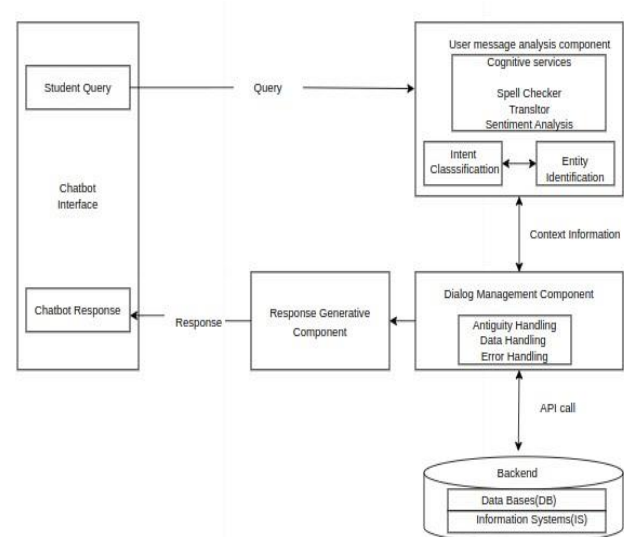 User message analysis component
Cognitive services
Student Query
Query
Spell Checker
Transltor
Sentiment Analysis
Intent
Classsificattion
Entity
Identification
Chatbot
Interface
Context Information
Chatbot Response
Response
Response Generative
Component
Dialog Management Component
Antiguity Handling
Data Handling
Error Handling
API call
Backend
Data Bases(DB)
Information Systems(IS)